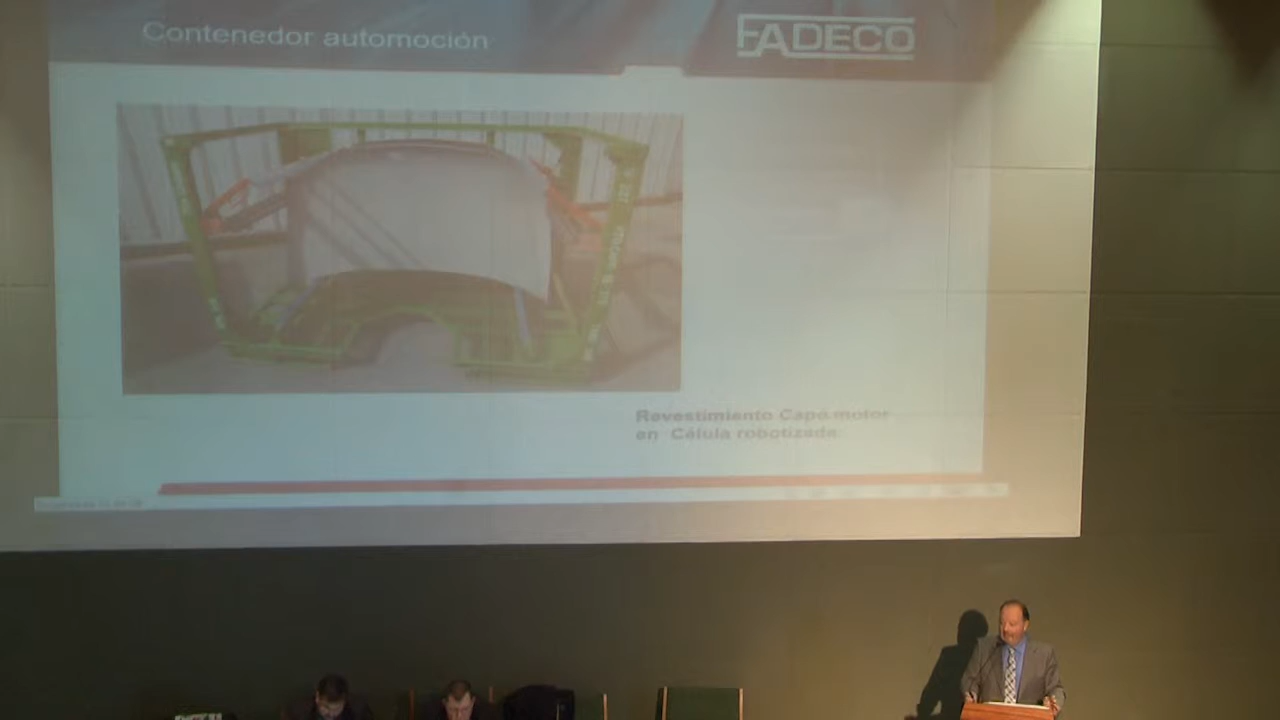 Contenedor automoción
FADECO
Revestimiento Capó motor
en Célula robotizada